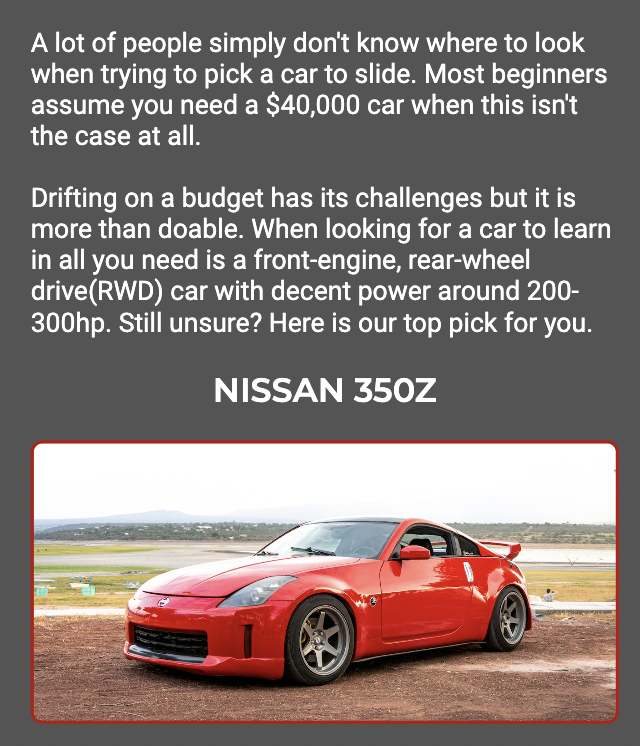 A lot of people simply don't know where to look
when trying to pick a car to slide. Most beginners
assume you need a $40,000 car when this isn't
the case at all.
Drifting on a budget has its challenges but it is
more than doable. When looking for a car to learn
in all you need is a front-engine, rear-wheel
drive(RWD) car with decent power around 200-
300hp. Still unsure? Here is our top pick for you.
NISSAN 350Z